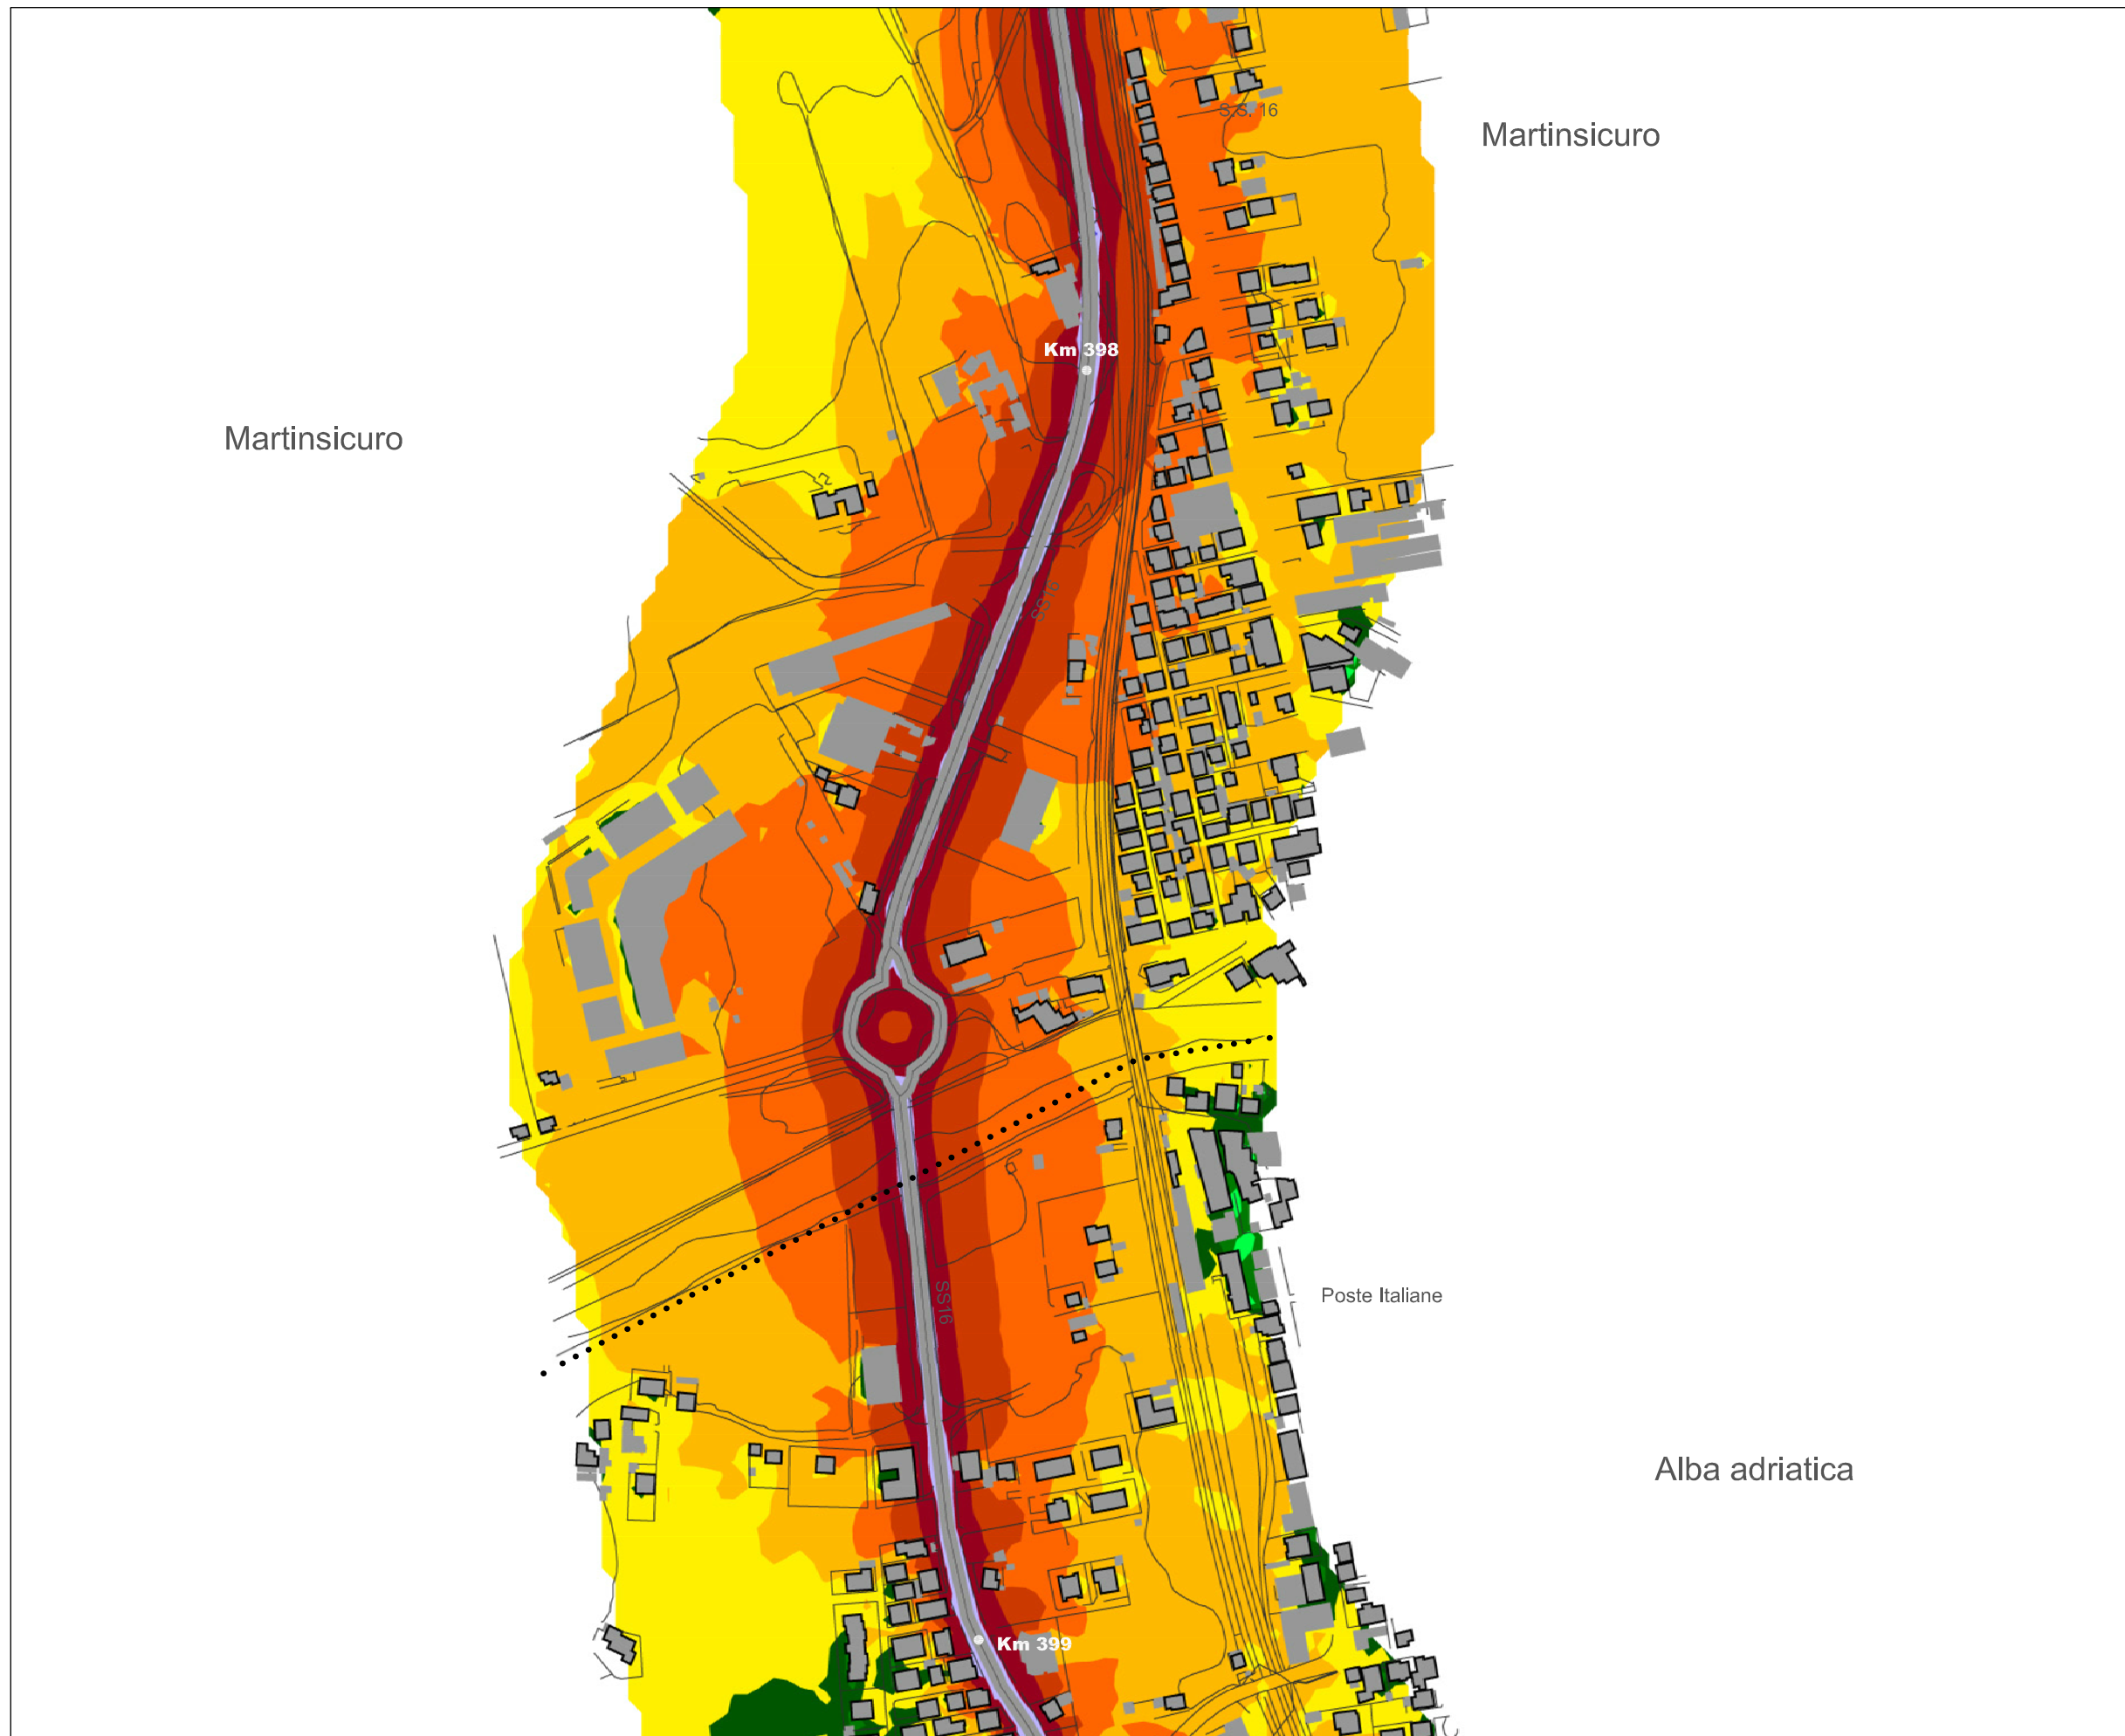 S.S. 16
Martinsicuro
Km 398
Martinsicuro
SS16
SS16
Poste Italiane
Alba adriatica
Km 399